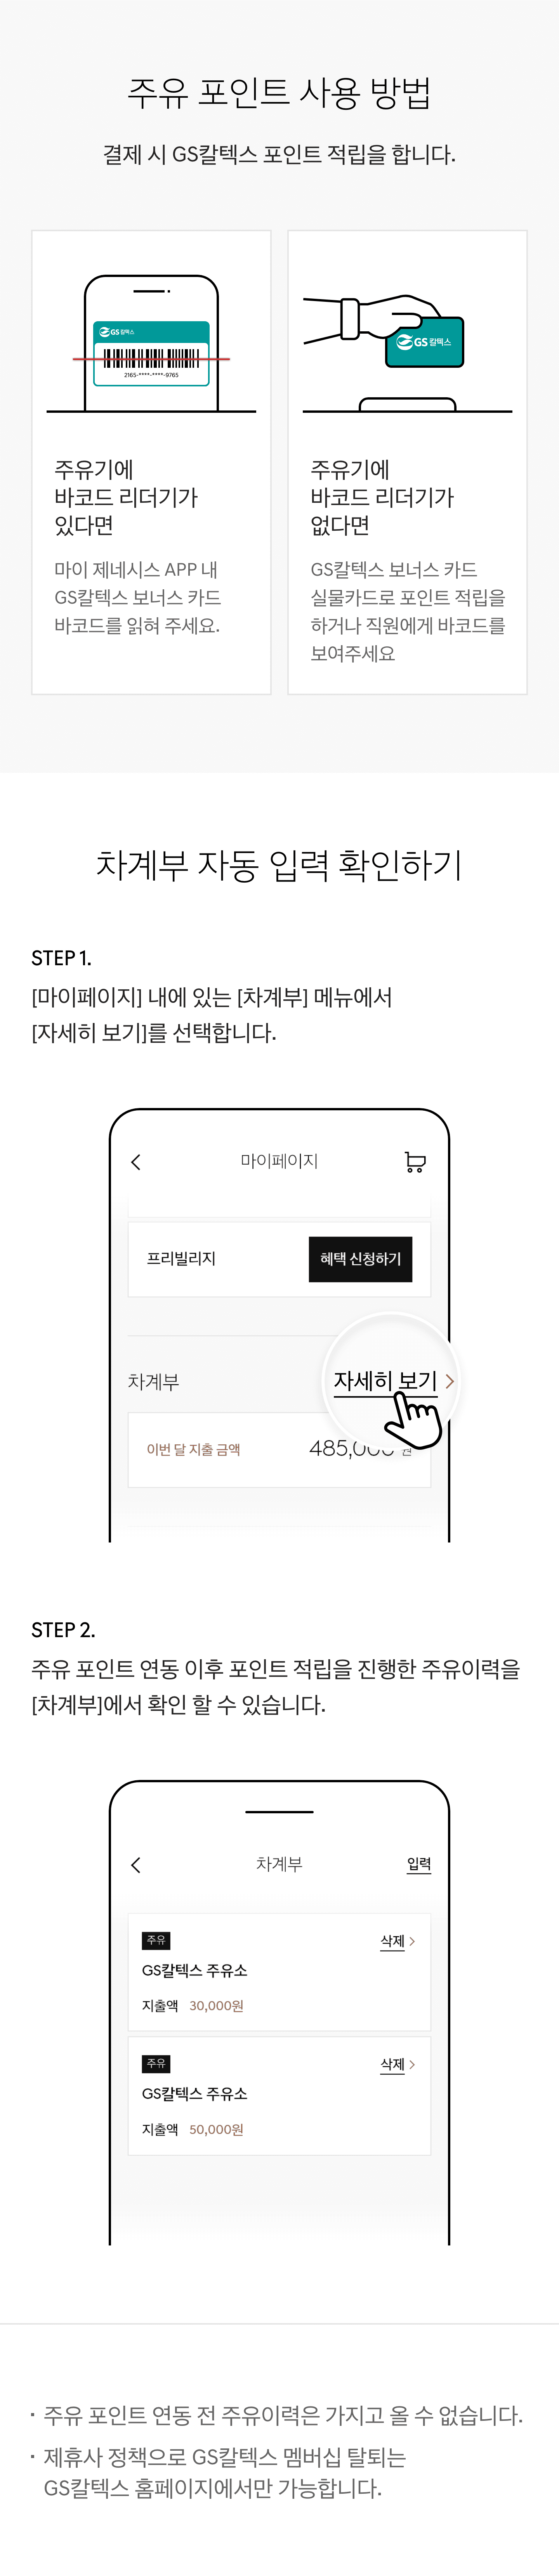 주유 포인트 사용 방법
결제 시 GS칼텍스 포인트 적립을 합니다.
GS칼텍스
2165-****-****-9765
주유기에
바코드 리더기가
있다면
마이 제네시스 APP 내
GS칼텍스 보너스 카드
바코드를 읽혀 주세요.
GS칼텍스
주유기에
바코드 리더기가
없다면
GS칼텍스 보너스 카드
실물카드로 포인트 적립을
하거나 직원에게 바코드를
보여주세요
차계부 자동 입력 확인하기
STEP 1.
[마이페이지] 내에 있는 [차계부] 메뉴에서
[자세히 보기]를 선택합니다.
마이페이지
프리빌리지 혜택 신청하기
차계부 자세히 보기
이번 달 지출 금액 485,000 원
STEP 2.
주유 포인트 연동 이후 포인트 적립을 진행한 주유이력을
[차계부]에서 확인 할 수 있습니다.
차계부 입력
주유 삭제
GS칼텍스 주유소
지출액 30,000원
주유 삭제
GS칼텍스 주유소
지출액 50,000원
· 주유 포인트 연동 전 주유이력은 가지고 올 수 없습니다.
· 제휴사 정책으로 GS칼텍스 멤버십 탈퇴는
GS칼텍스 홈페이지에서만 가능합니다.